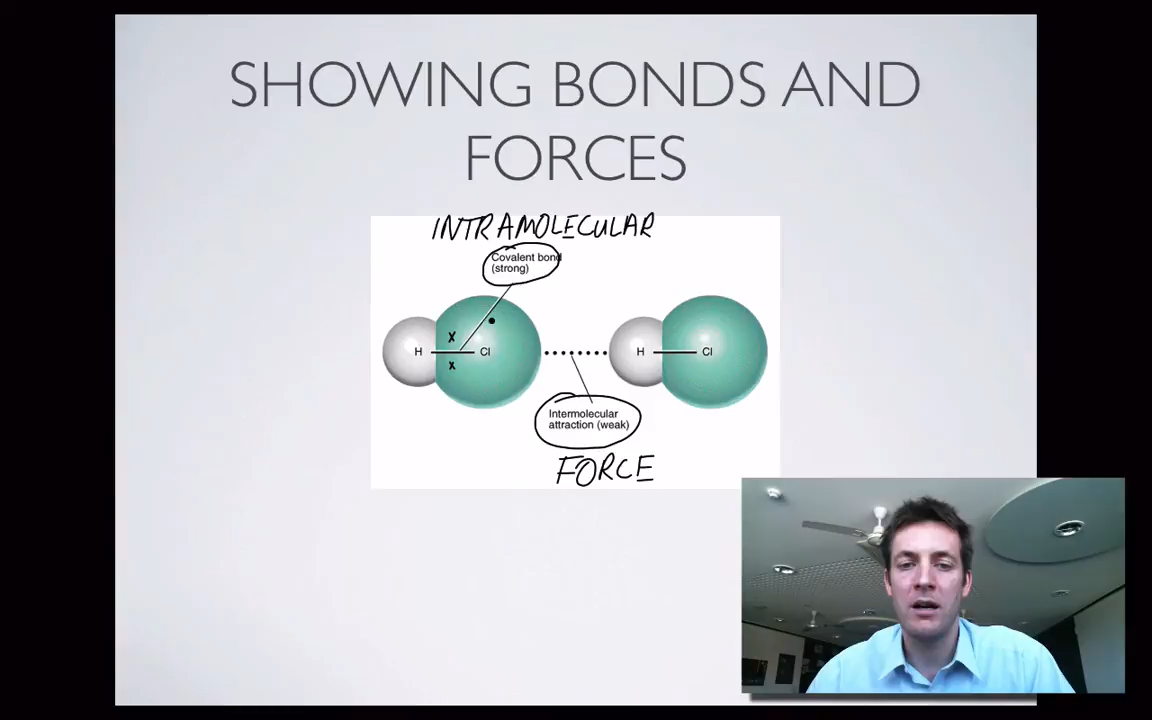 SHOWING BONDS AND
FORCES
INTRAMOLECULAR
Covalent bond
(strong)
x
H Cl H Cl
x
Intermolecular
attraction (weak)
FORCE